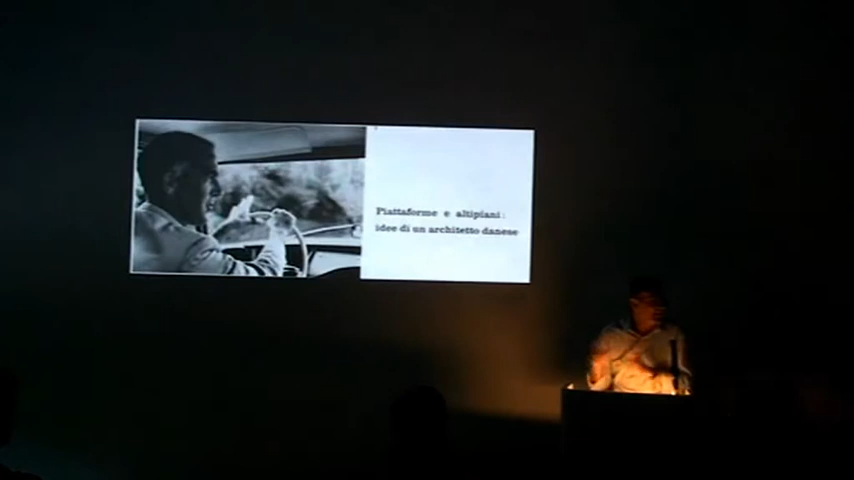 Piattaforme e altipiani:
idee di un architetto danese